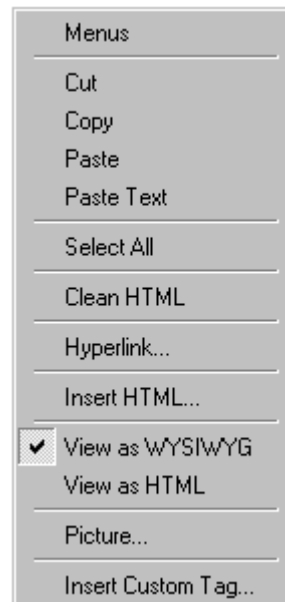 Menus
Cut
Copy
Paste
Paste Text
Select All
Clean HTML
Hyperlink...
Insert HTML...
View as WYSIWYG
View as HTML
Picture...
Insert Custom Tag...